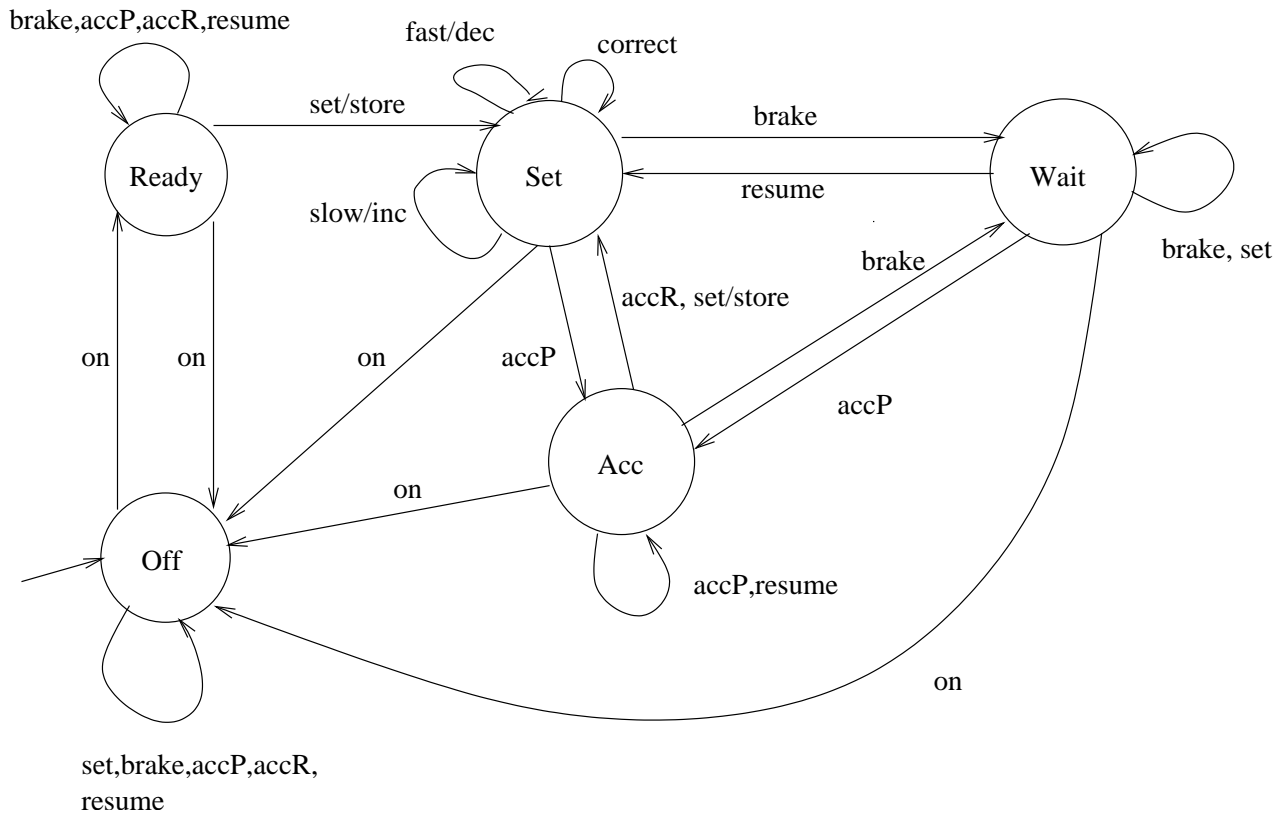 brake,accP,accR,resume
fast/dec
correct
set/store
brake
Ready
Set
Wait
resume
slow/inc
brake, set
brake
accR, set/store
on
on
on
accP
accP
Acc
on
Off
accP,resume
on
set,brake,accP,accR,
resume